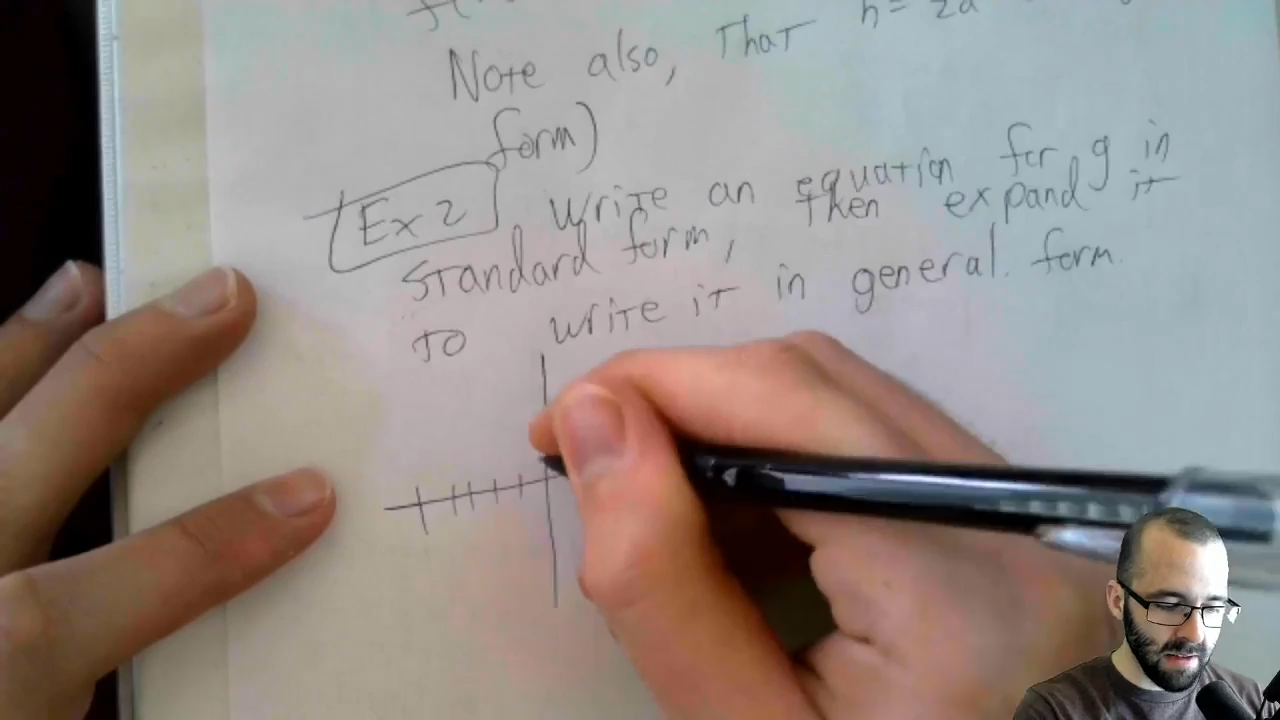 Note also, That h = 2a
form)
Ex 2 Write an equation for g in
standard form, Then expand it
To write it in general form.